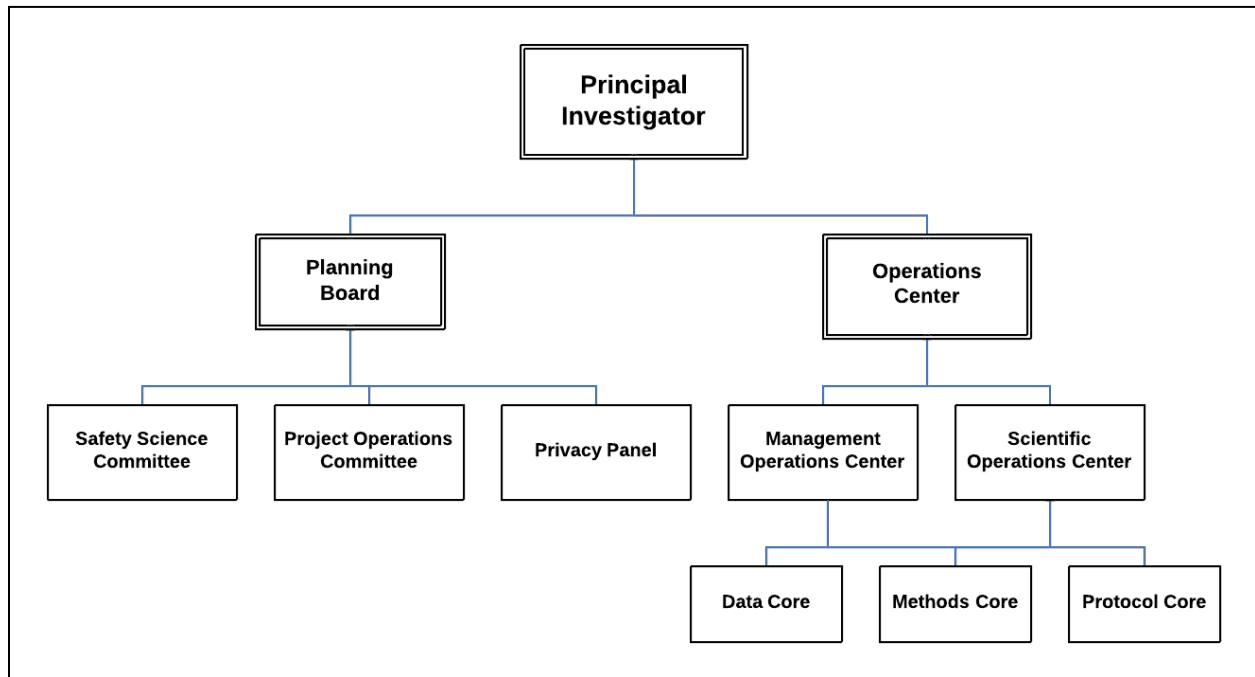 Principal
Investigator
Planning
Board
Operations
Center
Safety Science
Committee
Project Operations
Committee
Privacy Panel
Management
Operations Center
Scientific
Operations Center
Data Core
Methods Core
Protocol Core